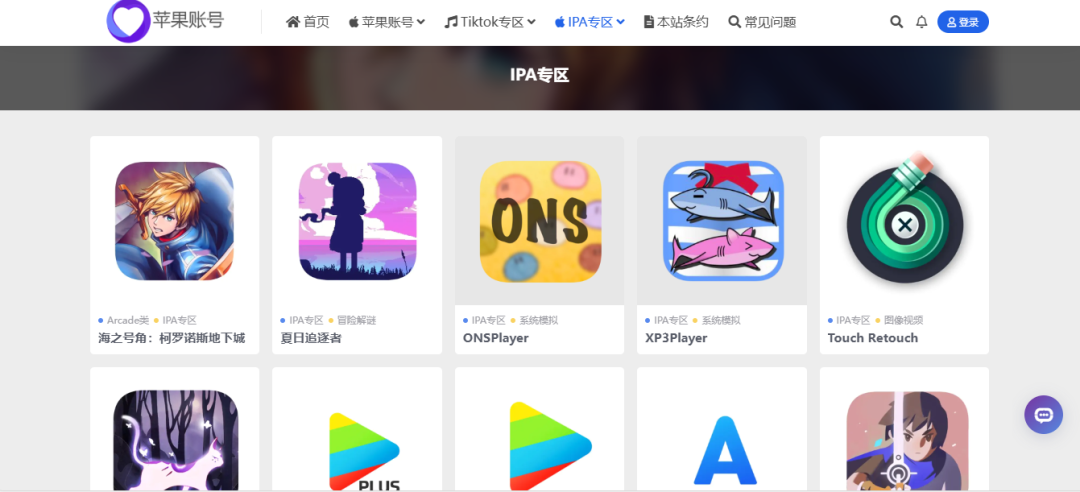 苹果账号 首页 苹果账号 Tiktok专区 IPA专区 本站条约 常见问题 登录
IPA专区
ONS
Arcade类 IPA专区 IPA专区 冒险解谜 IPA专区 系统模拟 IPA专区 系统模拟 IPA专区 图像视频
海之号角：柯罗诺斯地下城 夏日追逐者 ONSPlayer XP3Player Touch Retouch
PLUS